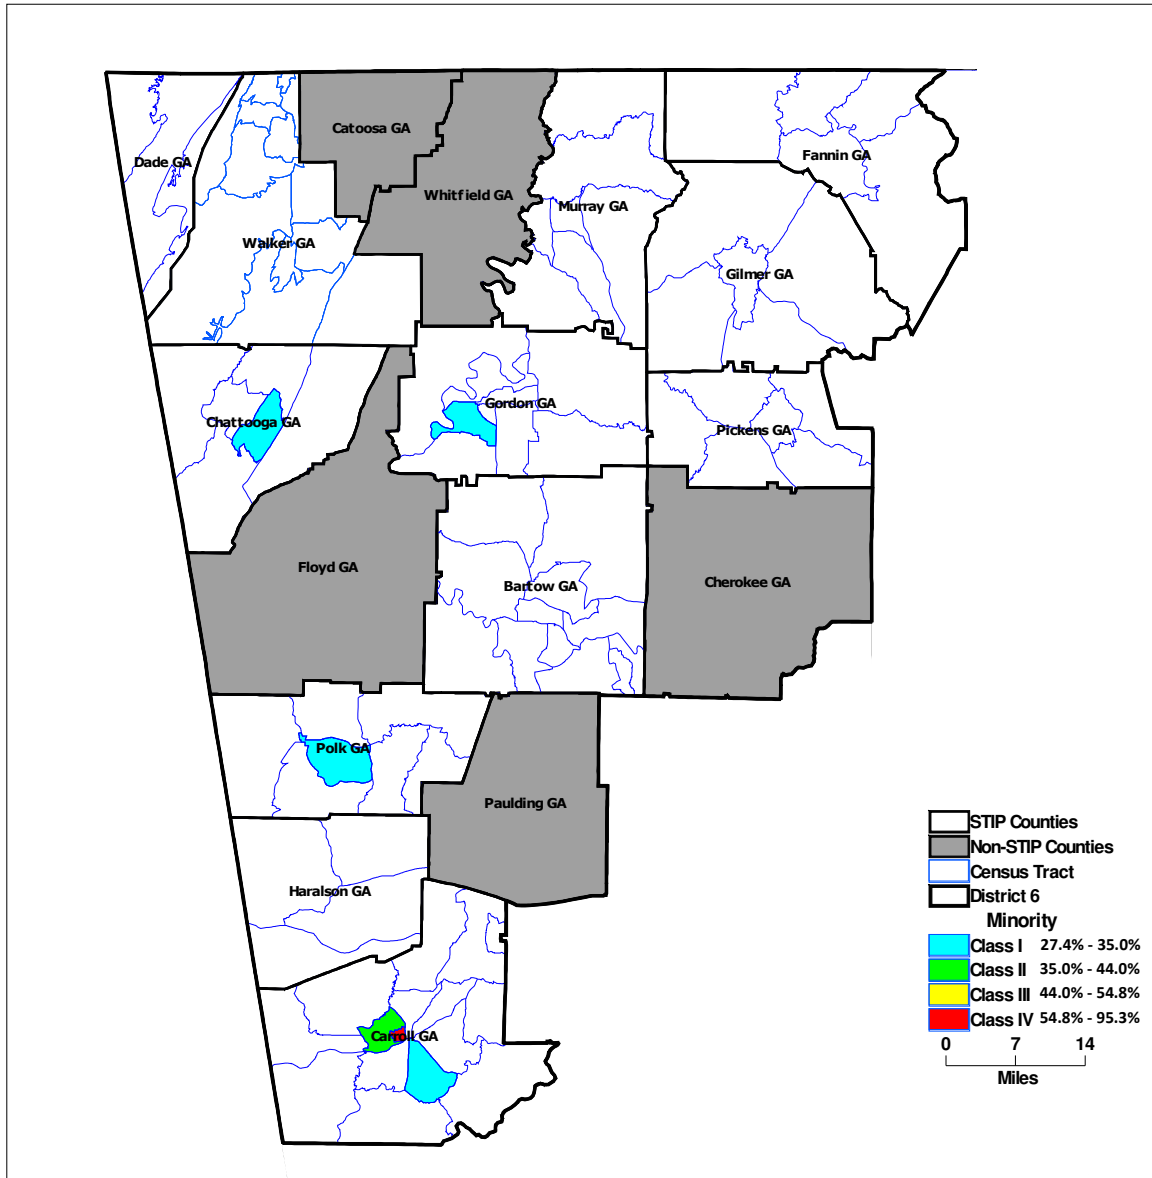 Catoosa GA
Dade GA
Fannin GA
Whitfield GA
Murray GA
Walker GA
Gilmer GA
Chattooga GA
Gordon GA
Pickens GA
Floyd GA
Bartow GA
Cherokee GA
Polk GA
Paulding GA
Haralson GA
Carroll GA
STIP Counties
Non-STIP Counties
Census Tract
District 6
Minority
Class I 27.4% - 35.0%
Class II 35.0% - 44.0%
Class III 44.0% - 54.8%
Class IV 54.8% - 95.3%
0 7 14
Miles